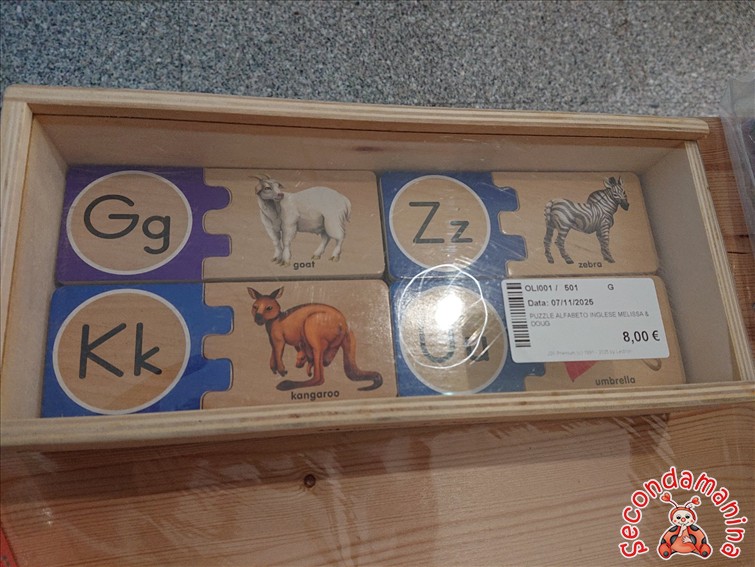 Gg
goat
Zz
zebra
Kk
kangaroo
Uu
umbrella
OLI001 / 501 G
Data: 07/11/2025
PUZZLE ALFABETO INGLESE MELISSA &
DOUG
8,00 €
secondamanina